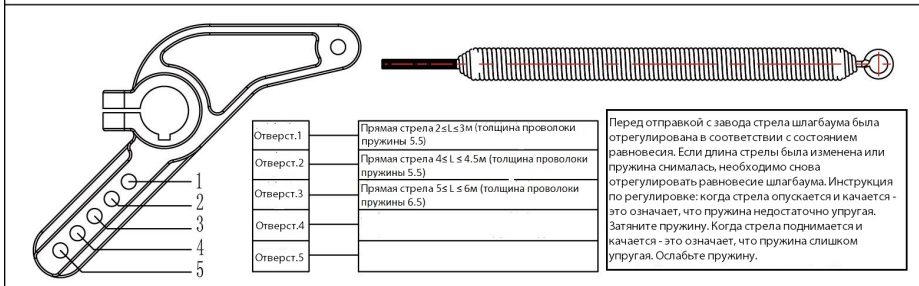 1
2
3
4
5
Отверст.1
Прямая стрела 2≤L≤3м (толщина проволоки
пружины 5.5)
Отверст.2
Прямая стрела 4≤ L ≤ 4.5м (толщина проволоки
пружины 5.5)
Отверст.3
Прямая стрела 5≤ L ≤ 6м (толщина проволоки
пружины 6.5)
Отверст.4
Отверст.5
Перед отправкой с завода стрела шлагбаума была
отрегулирована в соответствии с состоянием
равновесия. Если длина стрелы была изменена или
пружина снималась, необходимо снова
отрегулировать равновесие шлагбаума. Инструкция
по регулировке: когда стрела опускается и качается -
это означает, что пружина недостаточно упругая.
Затяните пружину. Когда стрела поднимается и
качается - это означает, что пружина слишком
упругая. Ослабьте пружину.